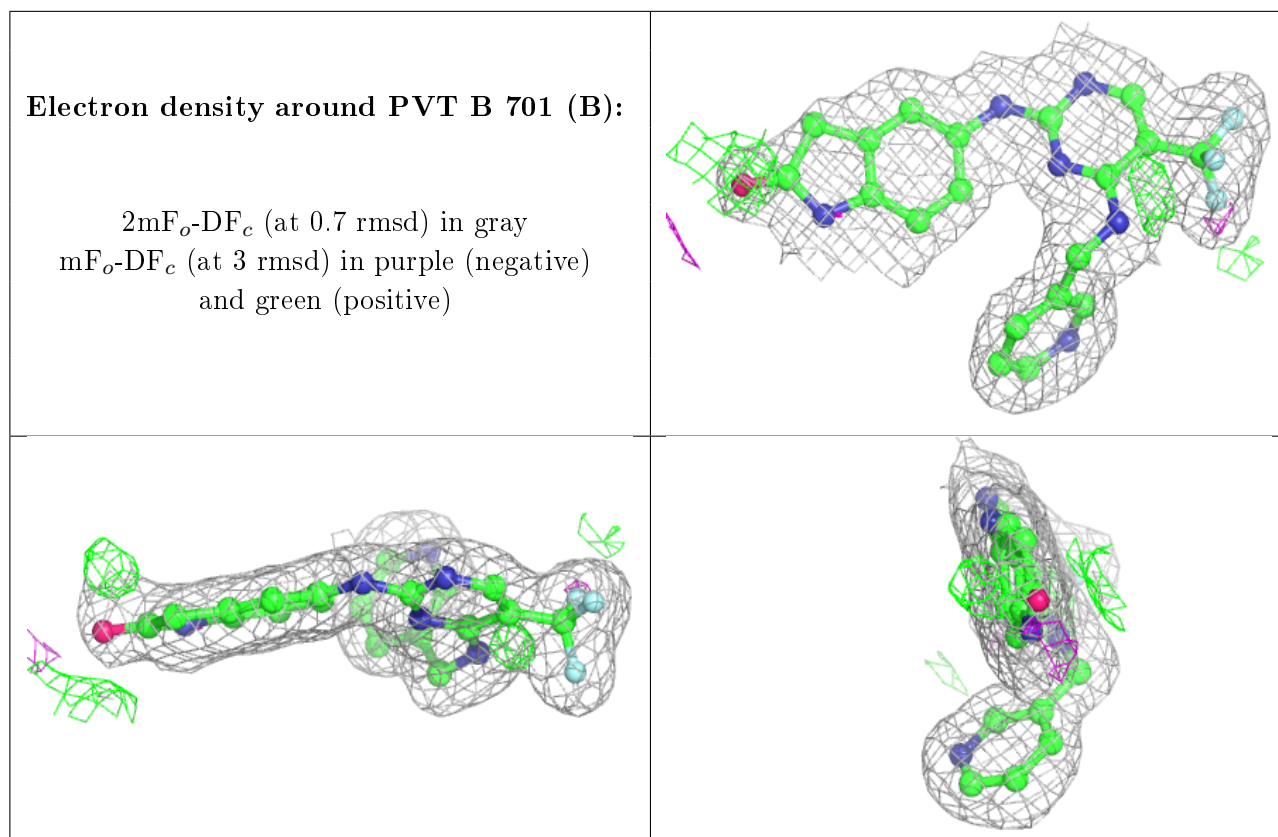 Electron density around PVT B 701 (B):
2mFo-DFc (at 0.7 rmsd) in gray
mFo-DFc (at 3 rmsd) in purple (negative)
and green (positive)